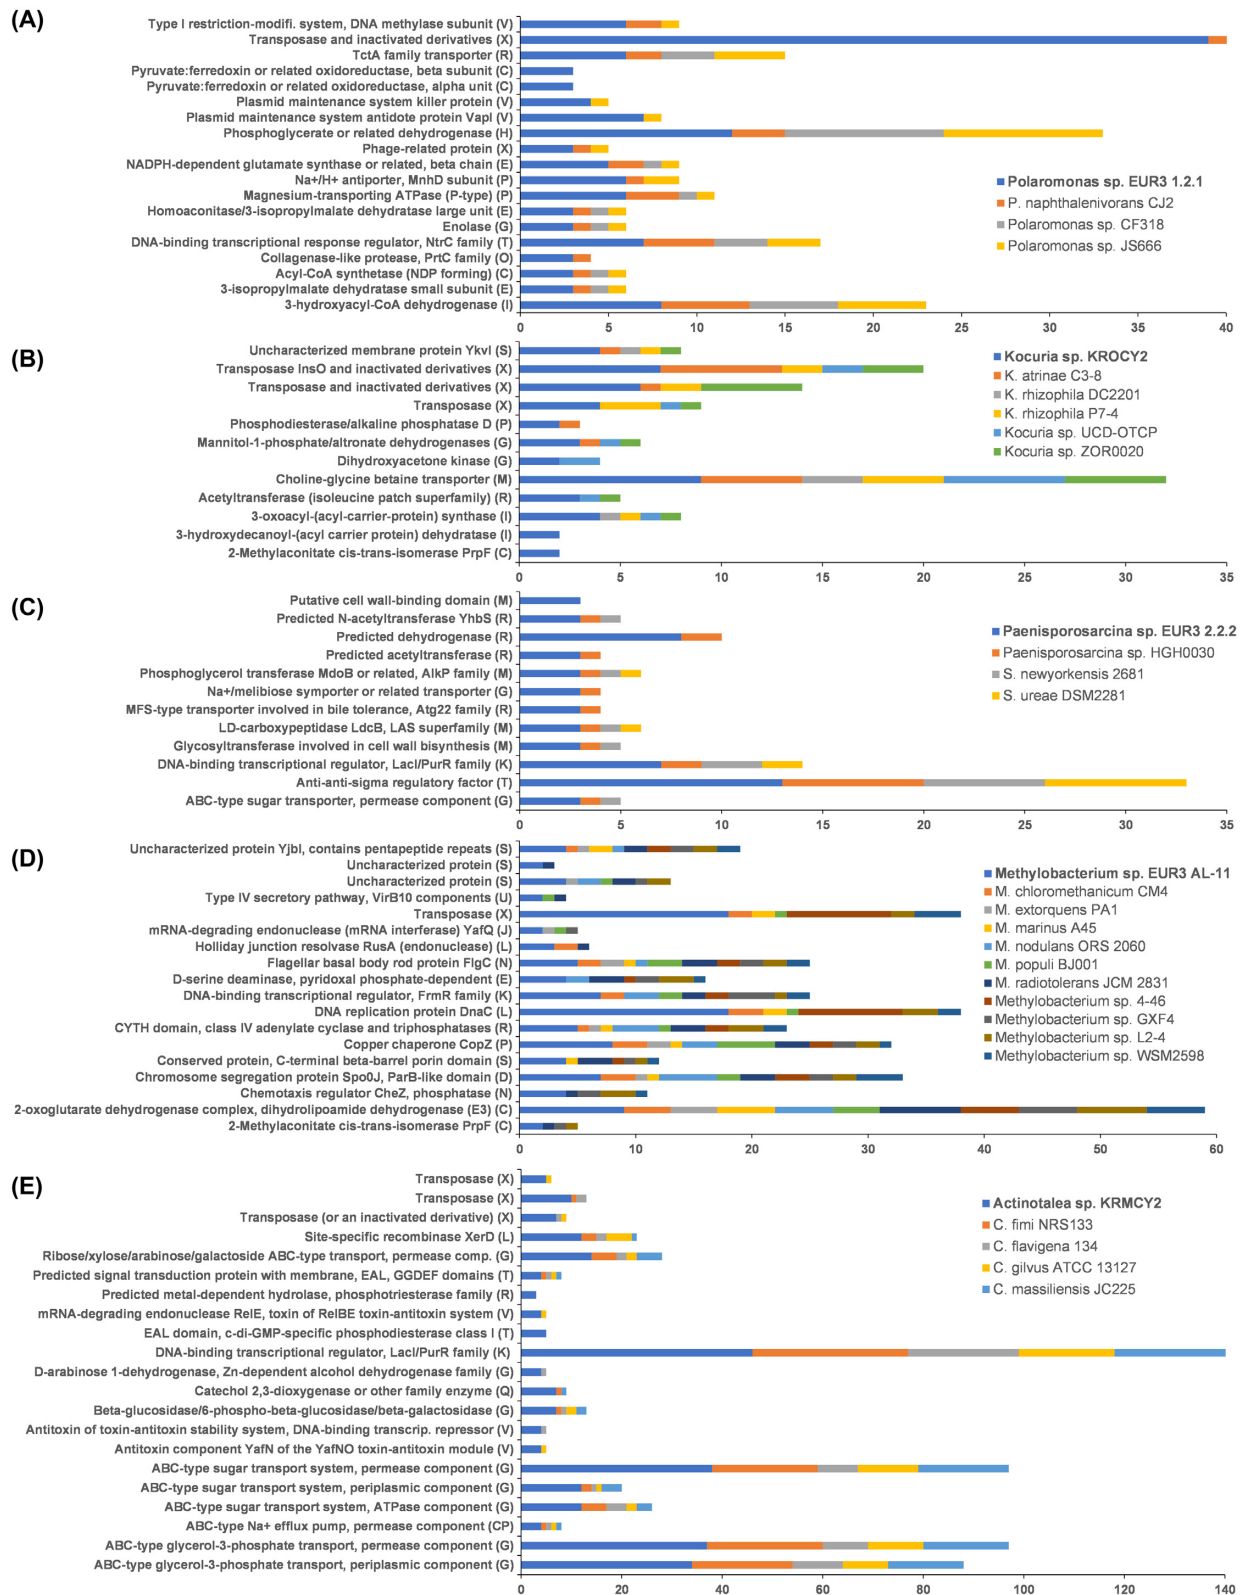 (A)
Type I restriction-modifi. system, DNA methylase subunit (V)
Transposase and inactivated derivatives (X)
TctA family transporter (R)
Pyruvate:ferredoxin or related oxidoreductase, beta subunit (C)
Pyruvate:ferredoxin or related oxidoreductase, alpha unit (C)
Plasmid maintenance system killer protein (V)
Plasmid maintenance system antidote protein VapI (V)
Phosphoglycerate or related dehydrogenase (H)
Phage-related protein (X)
NADPH-dependent glutamate synthase or related, beta chain (E)
Na+/H+ antiporter, MnhD subunit (P)
Magnesium-transporting ATPase (P-type) (P)
Homoaconitase/3-isopropylmalate dehydratase large unit (E)
Enolase (G)
DNA-binding transcriptional response regulator, NtrC family (T)
Collagenase-like protease, PrtC family (O)
Acyl-CoA synthetase (NDP forming) (C)
3-isopropylmalate dehydratase small subunit (E)
3-hydroxyacyl-CoA dehydrogenase (I)
Polaromonas sp. EUR3 1.2.1
P. naphthalenivorans CJ2
Polaromonas sp. CF318
Polaromonas sp. JS666
0 5 10 15 20 25 30 35 40
(B)
Uncharacterized membrane protein YkvI (S)
Transposase InsO and inactivated derivatives (X)
Transposase and inactivated derivatives (X)
Transposase (X)
Phosphodiesterase/alkaline phosphatase D (P)
Mannitol-1-phosphate/altronate dehydrogenases (G)
Dihydroxyacetone kinase (G)
Choline-glycine betaine transporter (M)
Acetyltransferase (isoleucine patch superfamily) (R)
3-oxoacyl-(acyl-carrier-protein) synthase (I)
3-hydroxydecanoyl-(acyl carrier protein) dehydratase (I)
2-Methylaconitate cis-trans-isomerase PrpF (C)
Kocuria sp. KROCY2
K. atrinae C3-8
K. rhizophila DC2201
K. rhizophila P7-4
Kocuria sp. UCD-OTCP
Kocuria sp. ZOR0020
0 5 10 15 20 25 30 35
(C)
Putative cell wall-binding domain (M)
Predicted N-acetyltransferase YhbS (R)
Predicted dehydrogenase (R)
Predicted acetyltransferase (R)
Phosphoglycerol transferase MdoB or related, AlkP family (M)
Na+/melibiose symporter or related transporter (G)
MFS-type transporter involved in bile tolerance, Atg22 family (R)
LD-carboxypeptidase LdcB, LAS superfamily (M)
Glycosyltransferase involved in cell wall bisynthesis (M)
DNA-binding transcriptional regulator, LacI/PurR family (K)
Anti-anti-sigma regulatory factor (T)
ABC-type sugar transporter, permease component (G)
Paenisporosarcina sp. EUR3 2.2.2
Paenisporosarcina sp. HGH0030
S. newyorkensis 2681
S. ureae DSM2281
0 5 10 15 20 25 30 35
(D)
Uncharacterized protein YjbI, contains pentapeptide repeats (S)
Uncharacterized protein (S)
Uncharacterized protein (S)
Type IV secretory pathway, VirB10 components (U)
Transposase (X)
mRNA-degrading endonuclease (mRNA interferase) YafQ (J)
Holliday junction resolvase RusA (endonuclease) (L)
Flagellar basal body rod protein FlgC (N)
D-serine deaminase, pyridoxal phosphate-dependent (E)
DNA-binding transcriptional regulator, FrmR family (K)
DNA replication protein DnaC (L)
CYTH domain, class IV adenylate cyclase and triphosphatases (R)
Copper chaperone CopZ (P)
Conserved protein, C-terminal beta-barrel porin domain (S)
Chromosome segregation protein Spo0J, ParB-like domain (D)
Chemotaxis regulator CheZ, phosphatase (N)
2-oxoglutarate dehydrogenase complex, dihydrolipoamide dehydrogenase (E3) (C)
2-Methylaconitate cis-trans-isomerase PrpF (C)
Methylobacterium sp. EUR3 AL-11
M. chloromethanicum CM4
M. extorquens PA1
M. marinus A45
M. nodulans ORS 2060
M. populi BJ001
M. radiotolerans JCM 2831
Methylobacterium sp. 4-46
Methylobacterium sp. GXF4
Methylobacterium sp. L2-4
Methylobacterium sp. WSM2598
0 10 20 30 40 50 60
(E)
Transposase (X)
Transposase (X)
Transposase (or an inactivated derivative) (X)
Site-specific recombinase XerD (L)
Ribose/xylose/arabinose/galactoside ABC-type transport, permease comp. (G)
Predicted signal transduction protein with membrane, EAL, GGDEF domains (T)
Predicted metal-dependent hydrolase, phosphotriesterase family (R)
mRNA-degrading endonuclease RelE, toxin of RelBE toxin-antitoxin system (V)
EAL domain, c-di-GMP-specific phosphodiesterase class I (T)
DNA-binding transcriptional regulator, LacI/PurR family (K)
D-arabinose 1-dehydrogenase, Zn-dependent alcohol dehydrogenase family (G)
Catechol 2,3-dioxygenase or other family enzyme (Q)
Beta-glucosidase/6-phospho-beta-glucosidase/beta-galactosidase (G)
Antitoxin of toxin-antitoxin stability system, DNA-binding transcrip. repressor (V)
Antitoxin component YafN of the YafNO toxin-antitoxin module (V)
ABC-type sugar transport system, permease component (G)
ABC-type sugar transport system, periplasmic component (G)
ABC-type sugar transport system, ATPase component (G)
ABC-type Na+ efflux pump, permease component (CP)
ABC-type glycerol-3-phosphate transport, permease component (G)
ABC-type glycerol-3-phosphate transport, periplasmic component (G)
Actinotalea sp. KRMCY2
C. fimi NRS133
C. flavigena 134
C. gilvus ATCC 13127
C. massiliensis JC225
0 20 40 60 80 100 120 140